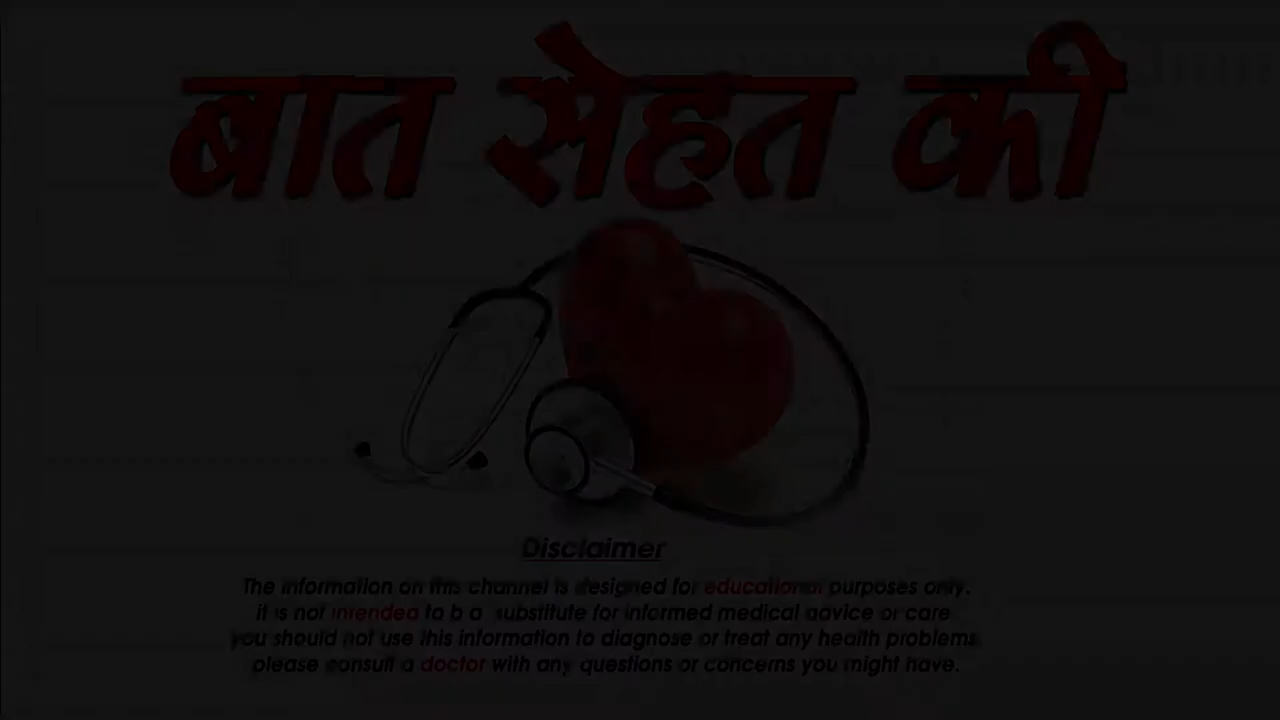 बात सेहत की
Disclaimer
The information on this channel is designed for educational purposes only.
it is not intended to b a substitute for informed medical advice or care
you should not use this information to diagnose or treat any health problems
please consult a doctor with any questions or concerns you might have.